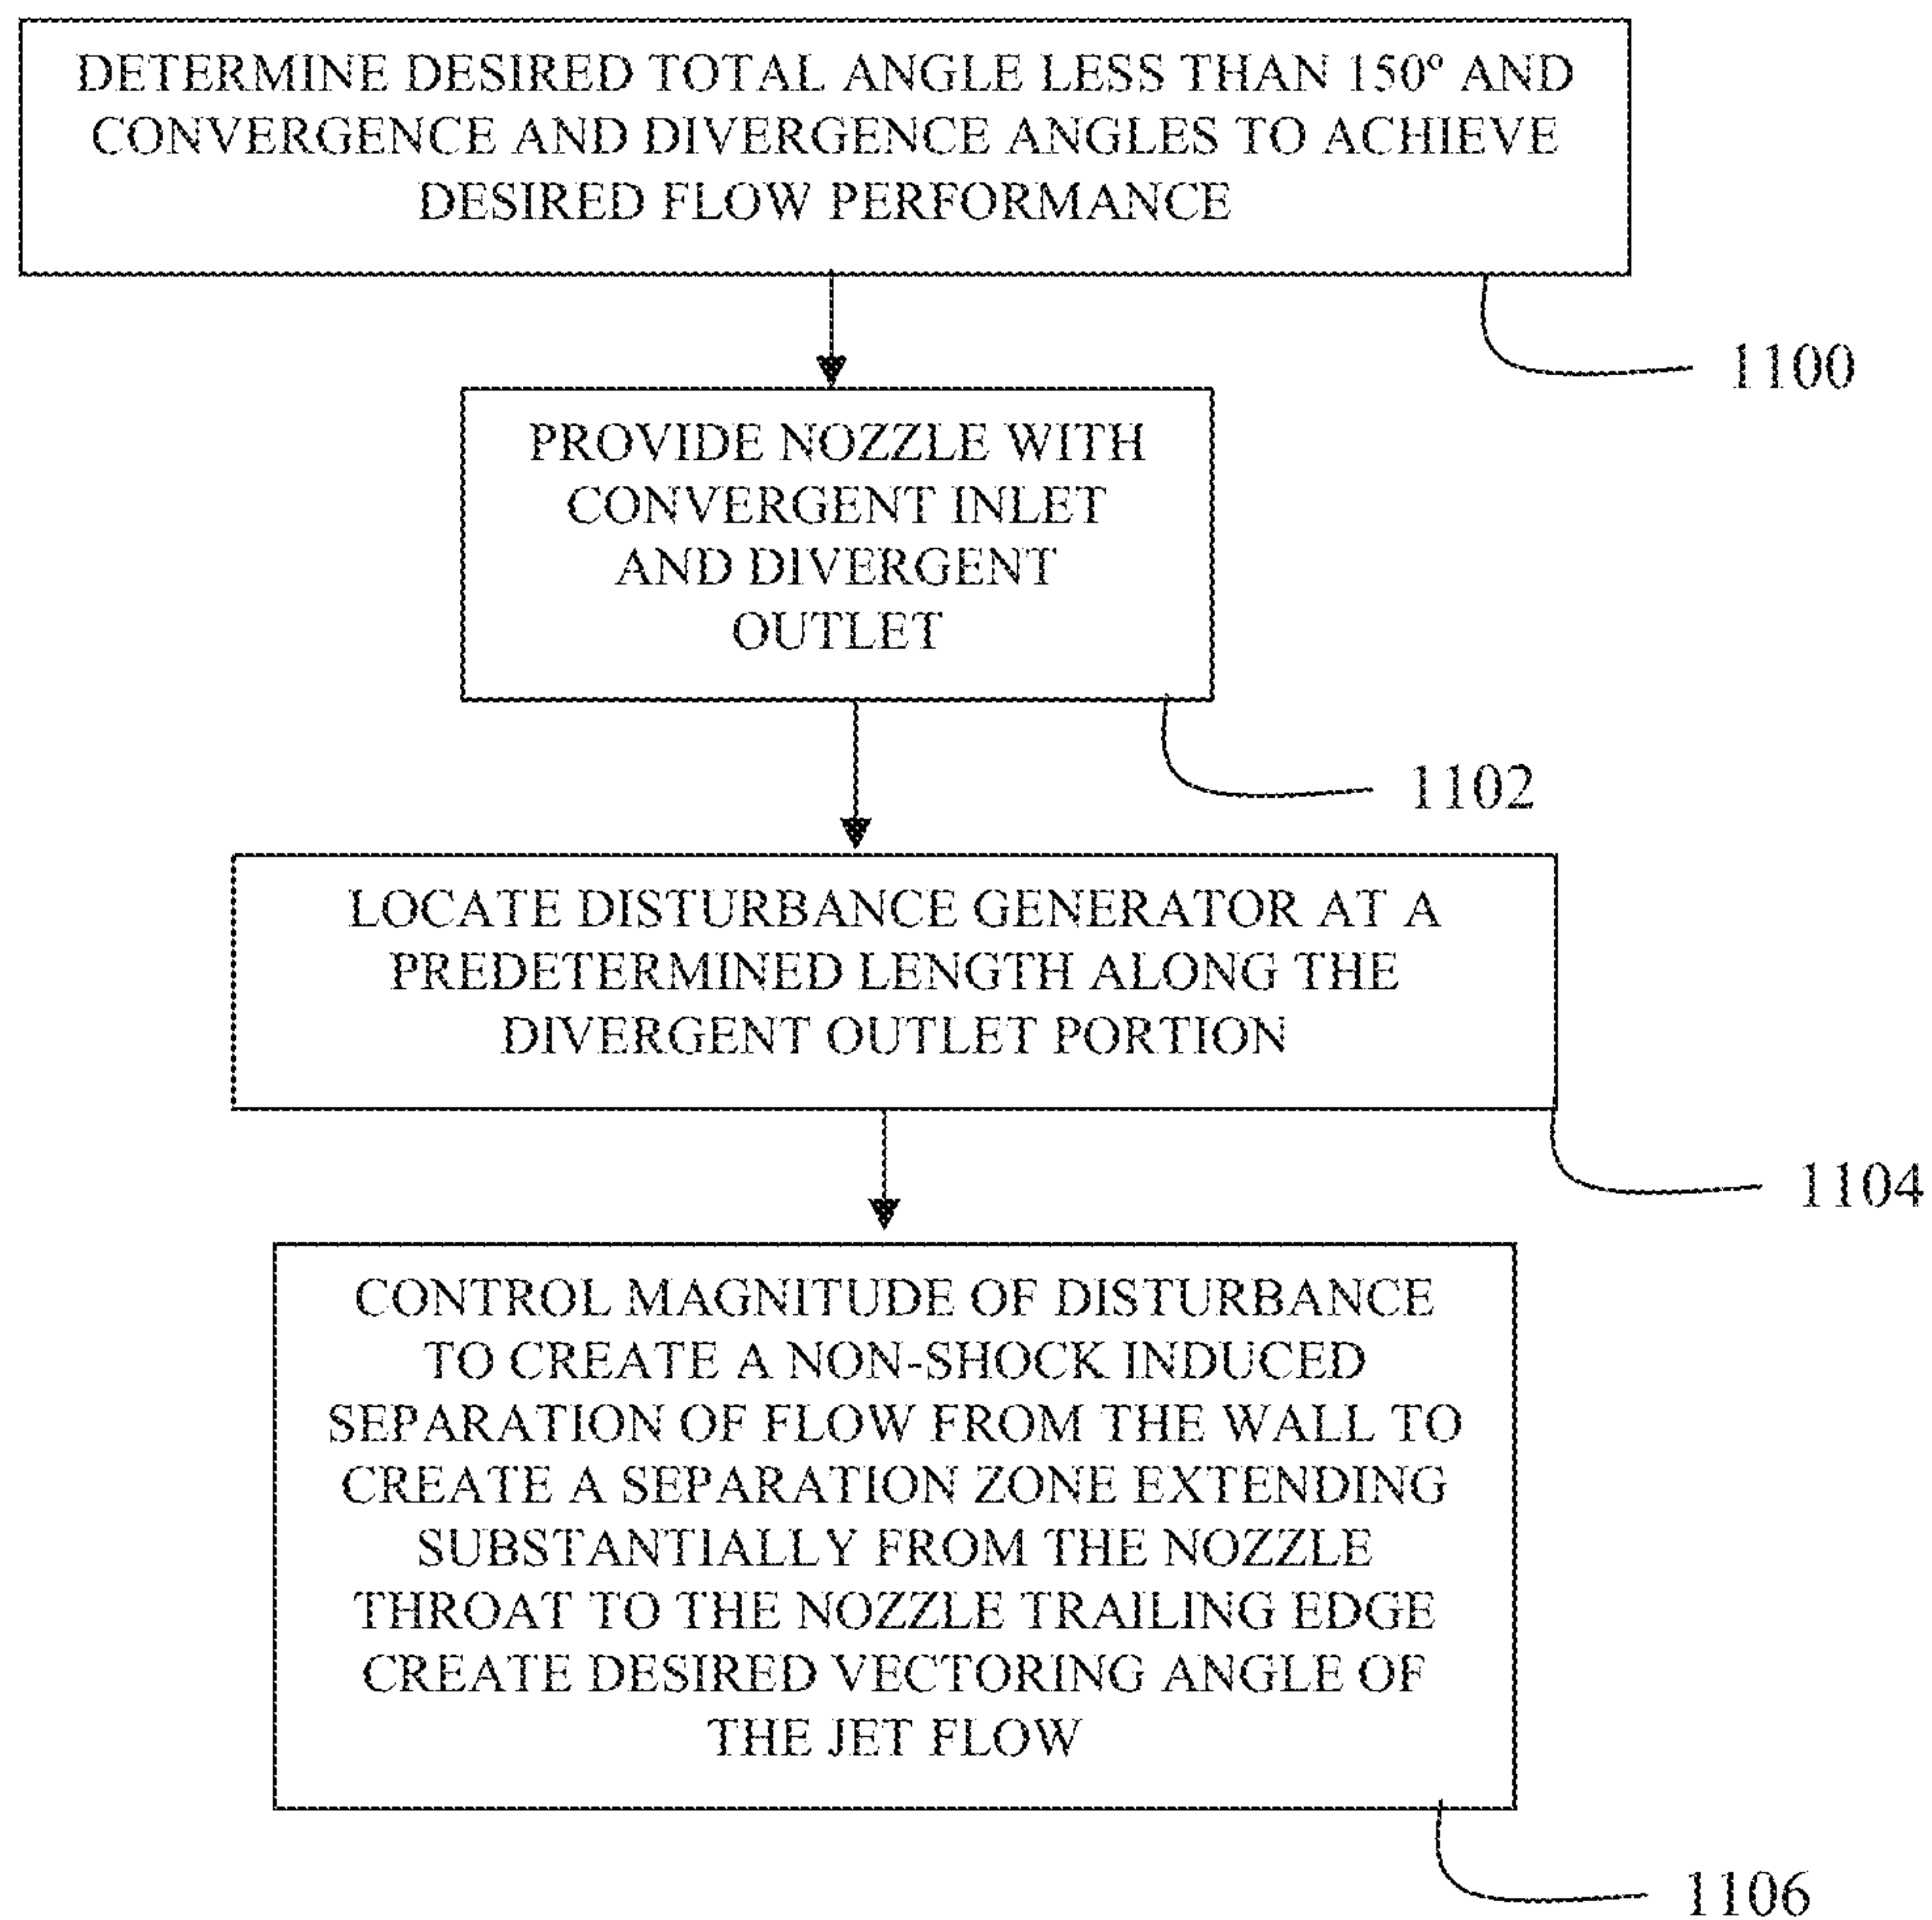 DETERMINE DESIRED TOTAL ANGLE LESS THAN 150º AND
CONVERGENCE AND DIVERGENCE ANGLES TO ACHIEVE
DESIRED FLOW PERFORMANCE
1100
PROVIDE NOZZLE WITH
CONVERGENT INLET
AND DIVERGENT
OUTLET
1102
LOCATE DISTURBANCE GENERATOR AT A
PREDETERMINED LENGTH ALONG THE
DIVERGENT OUTLET PORTION
1104
CONTROL MAGNITUDE OF DISTURBANCE
TO CREATE A NON-SHOCK INDUCED
SEPARATION OF FLOW FROM THE WALL TO
CREATE A SEPARATION ZONE EXTENDING
SUBSTANTIALLY FROM THE NOZZLE
THROAT TO THE NOZZLE TRAILING EDGE
CREATE DESIRED VECTORING ANGLE OF
THE JET FLOW
1106